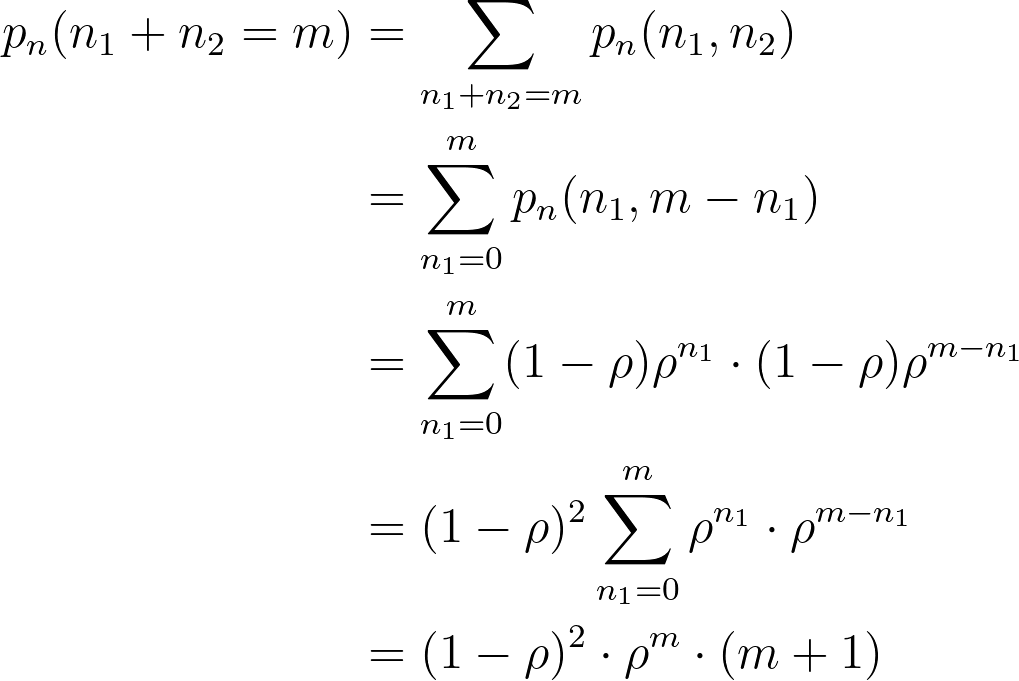 $p_n(n_1 + n_2 = m) = \sum_{n_1+n_2=m} p_n(n_1, n_2)$
$= \sum_{n_1=0}^{m} p_n(n_1, m - n_1)$
$= \sum_{n_1=0}^{m} (1 - \rho)\rho^{n_1} \cdot (1 - \rho)\rho^{m-n_1}$
$= (1 - \rho)^2 \sum_{n_1=0}^{m} \rho^{n_1} \cdot \rho^{m-n_1}$
$= (1 - \rho)^2 \cdot \rho^m \cdot (m + 1)$